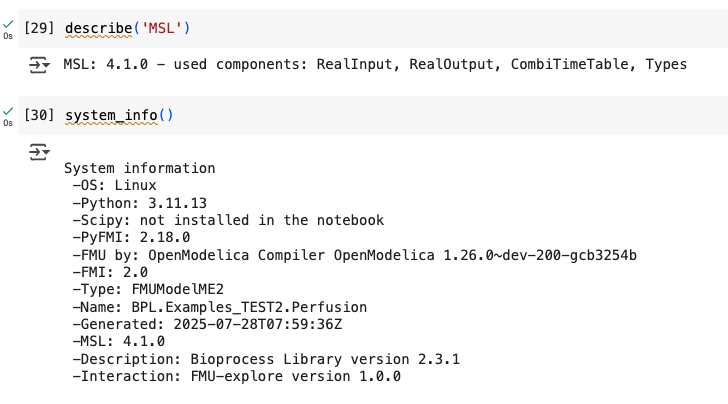 [29] describe('MSL')
0s
MSL: 4.1.0 – used components: RealInput, RealOutput, CombiTimeTable, Types
[30] system_info()
0s
System information
 –OS: Linux
 –Python: 3.11.13
 –Scipy: not installed in the notebook
 –PyFMI: 2.18.0
 –FMU by: OpenModelica Compiler OpenModelica 1.26.0~dev-200-gcb3254b
 –FMI: 2.0
 –Type: FMUModelME2
 –Name: BPL.Examples_TEST2.Perfusion
 –Generated: 2025-07-28T07:59:36Z
 –MSL: 4.1.0
 –Description: Bioprocess Library version 2.3.1
 –Interaction: FMU-explore version 1.0.0